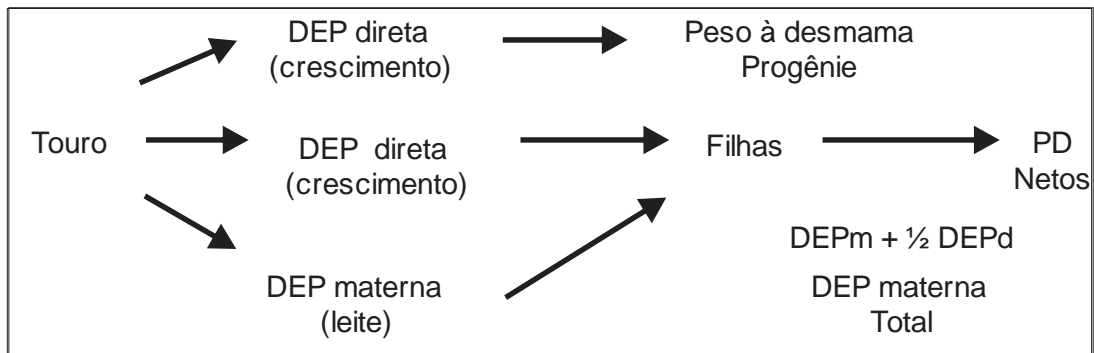 DEP direta
(crescimento)
Peso à desmama
Progênie
Touro
DEP direta
(crescimento)
Filhas
PD
Netos
DEP materna
(leite)
DEPm + ½ DEPd
DEP materna
Total